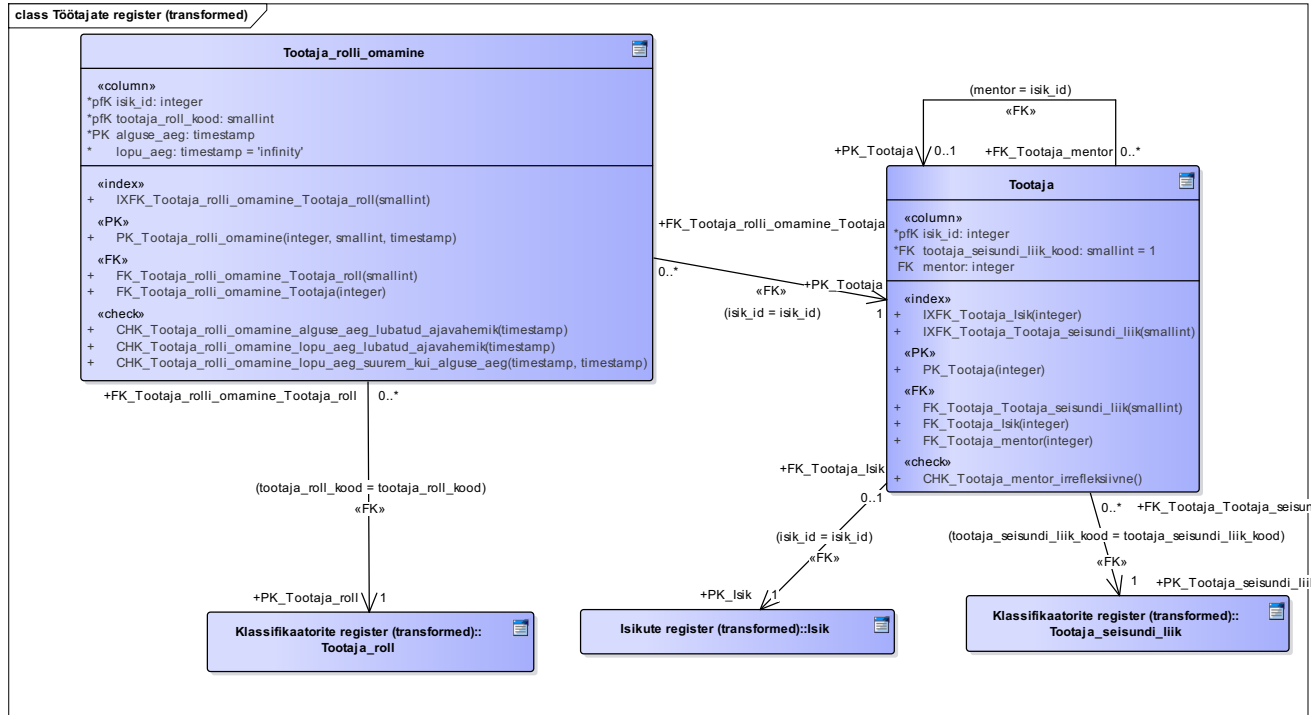 class Töötajate register (transformed)
Tootaja_rolli_omamine
«column»
*pfK isik_id: integer
*pfK tootaja_roll_kood: smallint
*PK alguse_aeg: timestamp
* lopu_aeg: timestamp = 'infinity'
«index»
+ IXFK_Tootaja_rolli_omamine_Tootaja_roll(smallint)
«PK»
+ PK_Tootaja_rolli_omamine(integer, smallint, timestamp)
«FK»
+ FK_Tootaja_rolli_omamine_Tootaja_roll(smallint)
+ FK_Tootaja_rolli_omamine_Tootaja(integer)
«check»
+ CHK_Tootaja_rolli_omamine_alguse_aeg_lubatud_ajavahemik(timestamp)
+ CHK_Tootaja_rolli_omamine_lopu_aeg_lubatud_ajavahemik(timestamp)
+ CHK_Tootaja_rolli_omamine_lopu_aeg_suurem_kui_alguse_aeg(timestamp, timestamp)
(mentor = isik_id)
«FK»
+PK_Tootaja 0..1 +FK_Tootaja_mentor 0..*
Tootaja
«column»
*pfK isik_id: integer
*FK tootaja_seisundi_liik_kood: smallint = 1
FK mentor: integer
«index»
+ IXFK_Tootaja_Isik(integer)
+ IXFK_Tootaja_Tootaja_seisundi_liik(smallint)
«PK»
+ PK_Tootaja(integer)
«FK»
+ FK_Tootaja_Tootaja_seisundi_liik(smallint)
+ FK_Tootaja_Isik(integer)
+ FK_Tootaja_mentor(integer)
«check»
+ CHK_Tootaja_mentor_irrefleksiivne()
+FK_Tootaja_rolli_omamine_Tootaja
0..*
«FK»
+PK_Tootaja
(isik_id = isik_id)
1
+FK_Tootaja_rolli_omamine_Tootaja_roll 0..*
(tootaja_roll_kood = tootaja_roll_kood)
«FK»
+PK_Tootaja_roll 1
Klassifikaatorite register (transformed)::
Tootaja_roll
+FK_Tootaja_Isik
0..1
(isik_id = isik_id)
«FK»
+PK_Isik 1
Isikute register (transformed)::Isik
0..* +FK_Tootaja_Tootaja_seisun
(tootaja_seisundi_liik_kood = tootaja_seisundi_liik_kood)
«FK»
1 +PK_Tootaja_seisundi_lii
Klassifikaatorite register (transformed)::
Tootaja_seisundi_liik